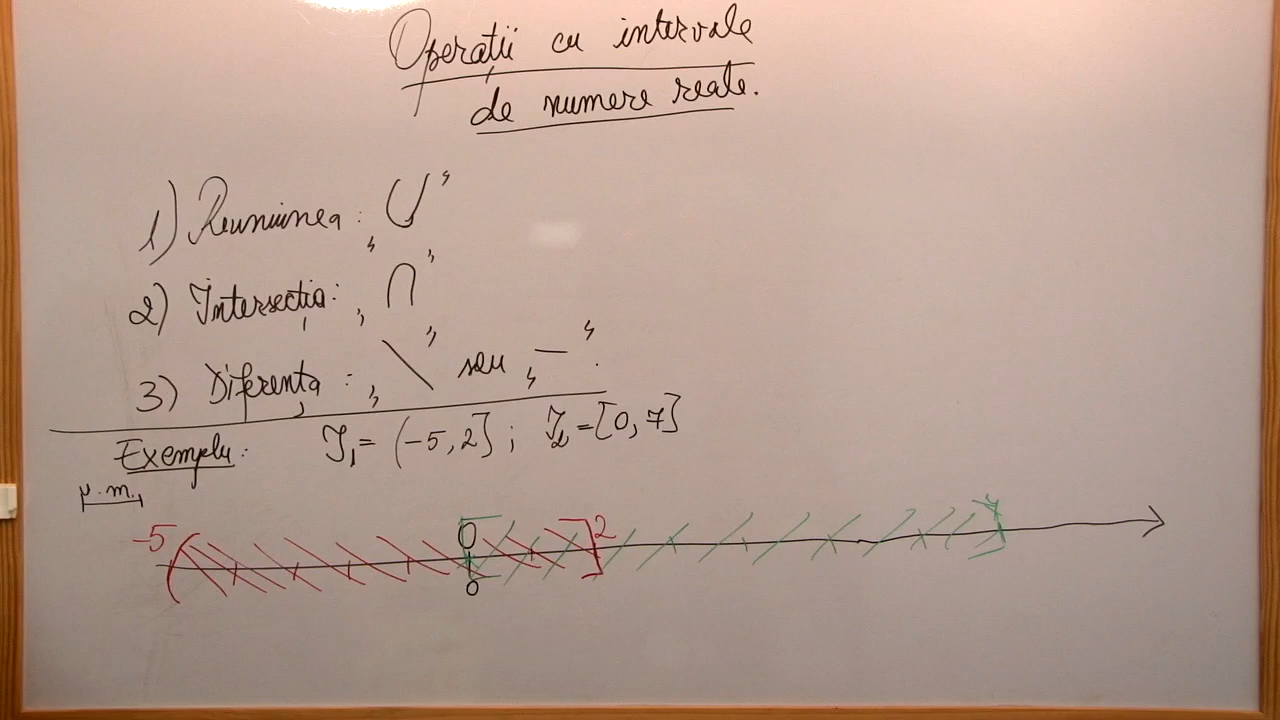 Operații cu intervale
de numere reale.
1) Reuniunea: „∪”
2) Intersecția: „∩”
3) Diferența: „\” sau „—”.
Exemplu: I₁ = (-5, 2] ; I₂ = [0, 7]
u.m.
-5 ( 0 [ 2 ] 7 ]
0